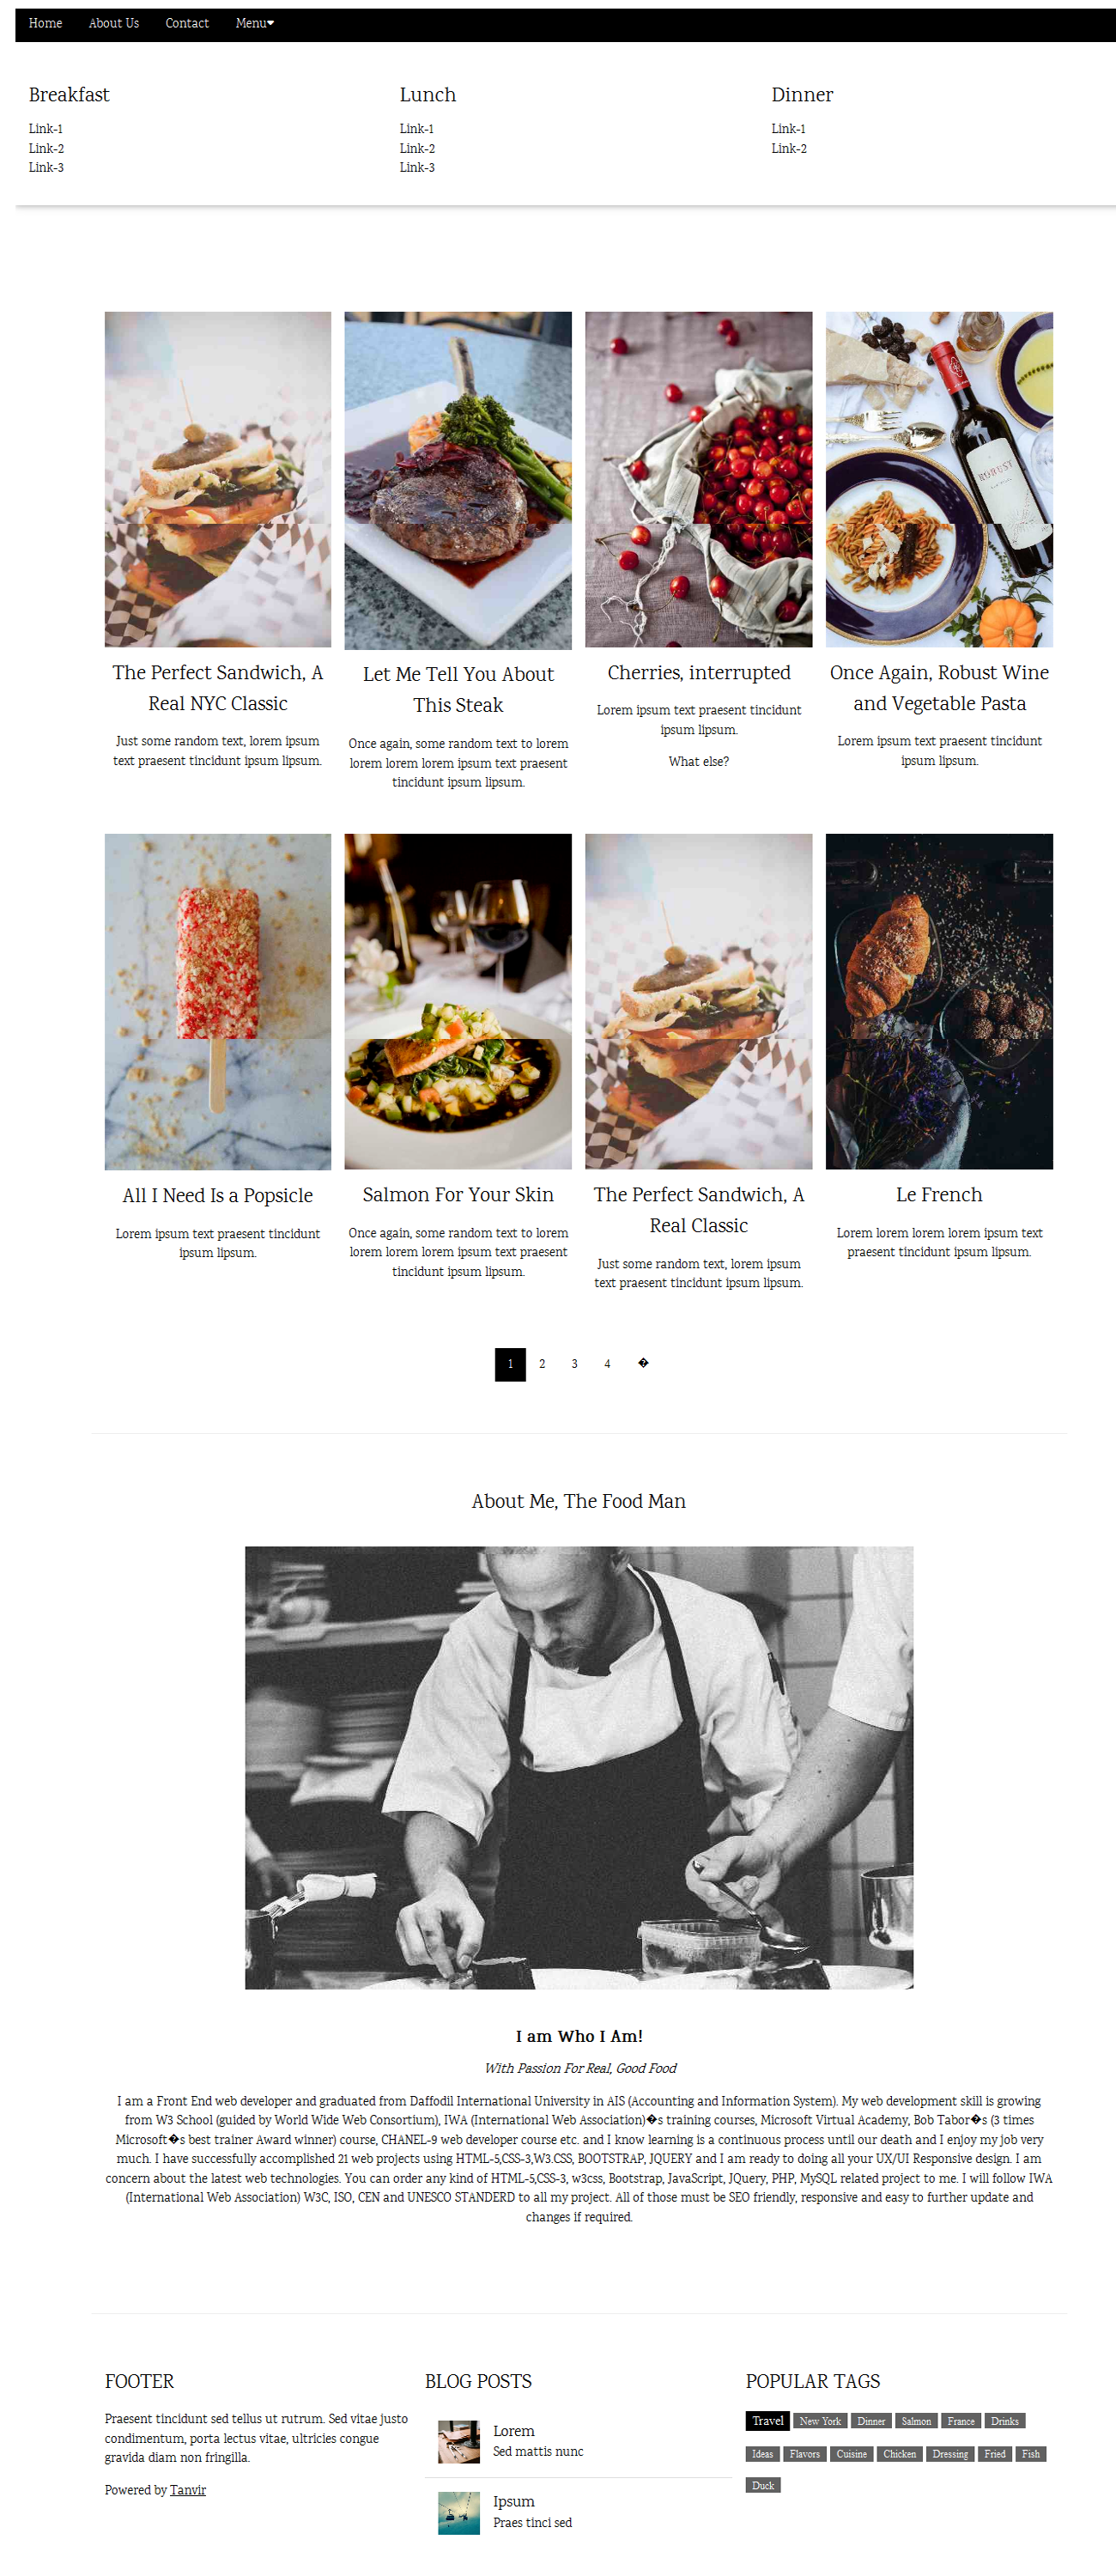 Home About Us Contact Menu
Breakfast
Link-1
Link-2
Link-3
Lunch
Link-1
Link-2
Link-3
Dinner
Link-1
Link-2
ROBUST
The Perfect Sandwich, A
Real NYC Classic
Just some random text, lorem ipsum
text praesent tincidunt ipsum lipsum.
Let Me Tell You About
This Steak
Once again, some random text to lorem
lorem lorem lorem ipsum text praesent
tincidunt ipsum lipsum.
Cherries, interrupted
Lorem ipsum text praesent tincidunt
ipsum lipsum.
What else?
Once Again, Robust Wine
and Vegetable Pasta
Lorem ipsum text praesent tincidunt
ipsum lipsum.
All I Need Is a Popsicle
Lorem ipsum text praesent tincidunt
ipsum lipsum.
Salmon For Your Skin
Once again, some random text to lorem
lorem lorem lorem ipsum text praesent
tincidunt ipsum lipsum.
The Perfect Sandwich, A
Real Classic
Just some random text, lorem ipsum
text praesent tincidunt ipsum lipsum.
Le French
Lorem lorem lorem lorem ipsum text
praesent tincidunt ipsum lipsum.
1 2 3 4 �
About Me, The Food Man
I am Who I Am!
With Passion For Real, Good Food
I am a Front End web developer and graduated from Daffodil International University in AIS (Accounting and Information System). My web development skill is growing
from W3 School (guided by World Wide Web Consortium), IWA (International Web Association)�s training courses, Microsoft Virtual Academy, Bob Tabor�s (3 times
Microsoft�s best trainer Award winner) course, CHANEL-9 web developer course etc. and I know learning is a continuous process until our death and I enjoy my job very
much. I have successfully accomplished 21 web projects using HTML-5,CSS-3,W3.CSS, BOOTSTRAP, JQUERY and I am ready to doing all your UX/UI Responsive design. I am
concern about the latest web technologies. You can order any kind of HTML-5,CSS-3, w3css, Bootstrap, JavaScript, JQuery, PHP, MySQL related project to me. I will follow IWA
(International Web Association) W3C, ISO, CEN and UNESCO STANDERD to all my project. All of those must be SEO friendly, responsive and easy to further update and
changes if required.
FOOTER
Praesent tincidunt sed tellus ut rutrum. Sed vitae justo
condimentum, porta lectus vitae, ultricies congue
gravida diam non fringilla.
Powered by Tanvir
BLOG POSTS
Lorem
Sed mattis nunc
Ipsum
Praes tinci sed
POPULAR TAGS
Travel New York Dinner Salmon France Drinks
Ideas Flavors Cuisine Chicken Dressing Fried Fish
Duck